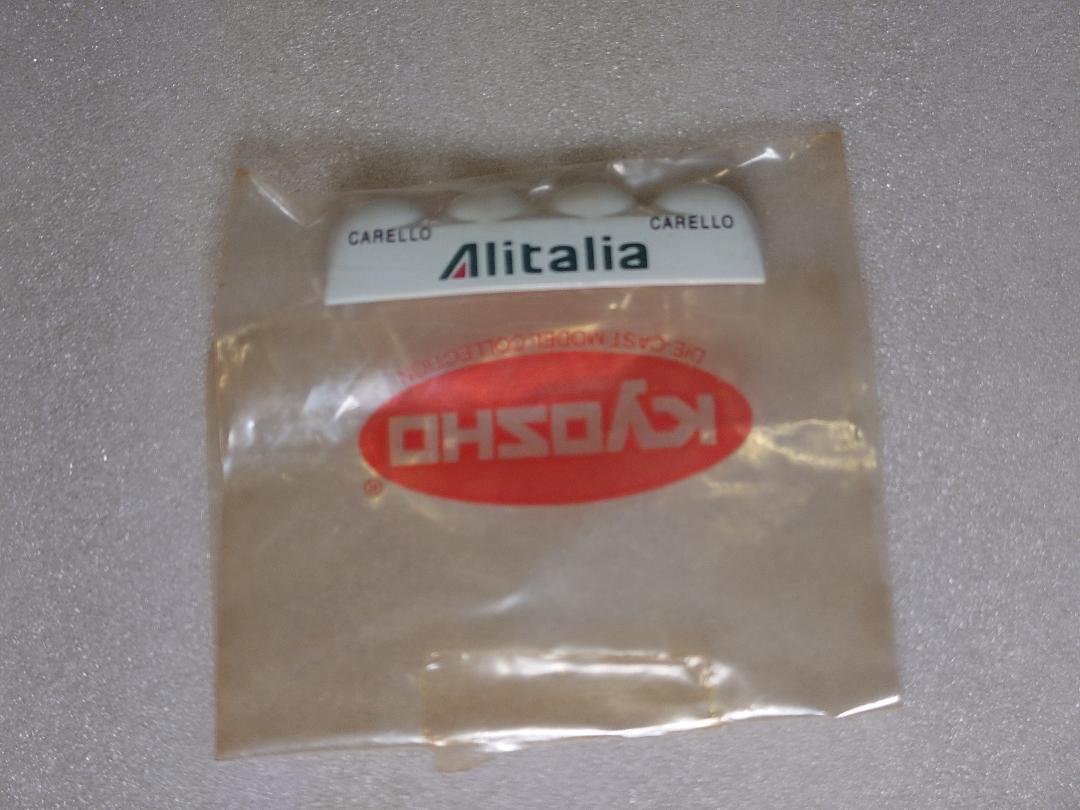 CARELLO
CARELLO
Alitalia
DIE-CAST MODEL COLLECTION
KYOSHO
®